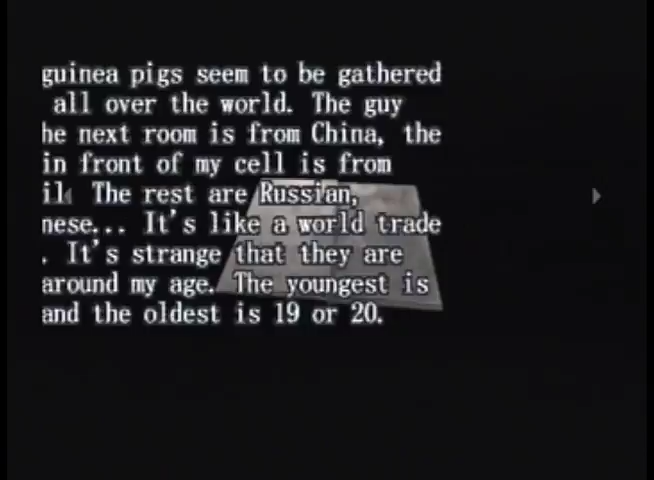 guinea pigs seem to be gathered
all over the world. The guy
he next room is from China, the
in front of my cell is from
il. The rest are Russian,
nese... It's like a world trade
. It's strange that they are
around my age. The youngest is
and the oldest is 19 or 20.